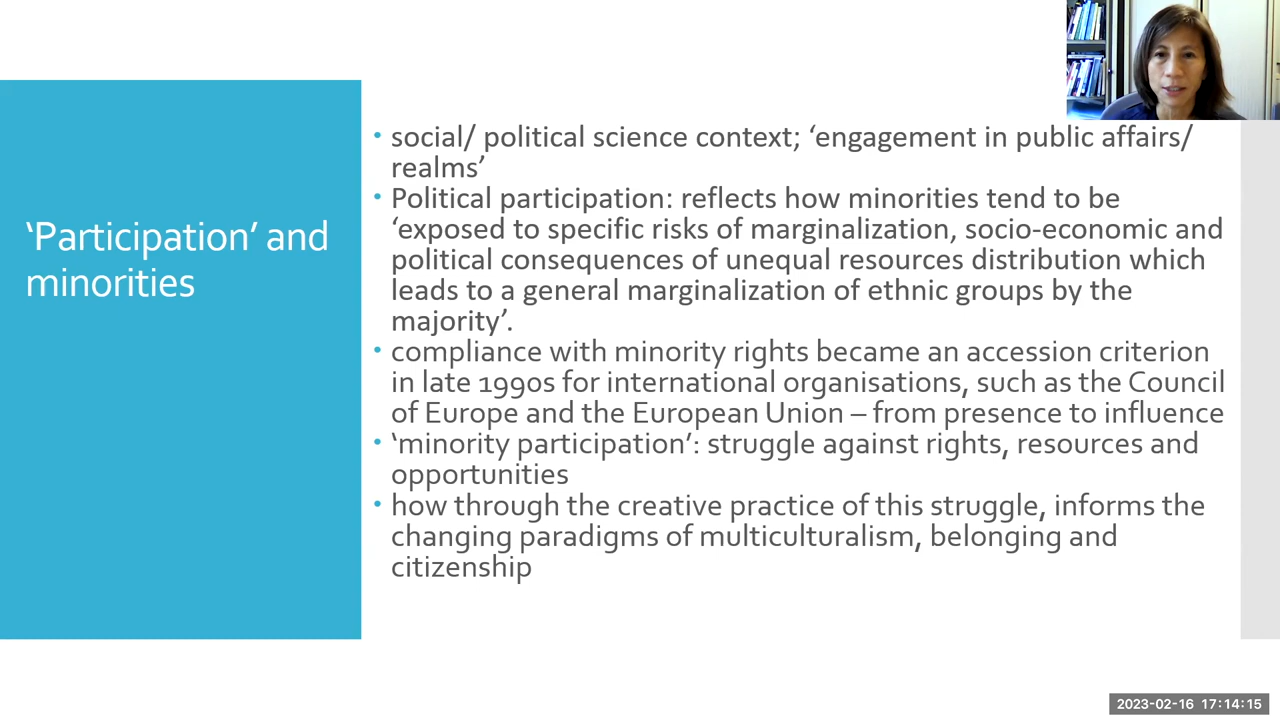 ‘Participation’ and
minorities
• social/ political science context; ‘engagement in public affairs/
realms’
• Political participation: reflects how minorities tend to be
‘exposed to specific risks of marginalization, socio-economic and
political consequences of unequal resources distribution which
leads to a general marginalization of ethnic groups by the
majority’.
• compliance with minority rights became an accession criterion
in late 1990s for international organisations, such as the Council
of Europe and the European Union – from presence to influence
• ‘minority participation’: struggle against rights, resources and
opportunities
• how through the creative practice of this struggle, informs the
changing paradigms of multiculturalism, belonging and
citizenship
2023-02-16 17:14:15